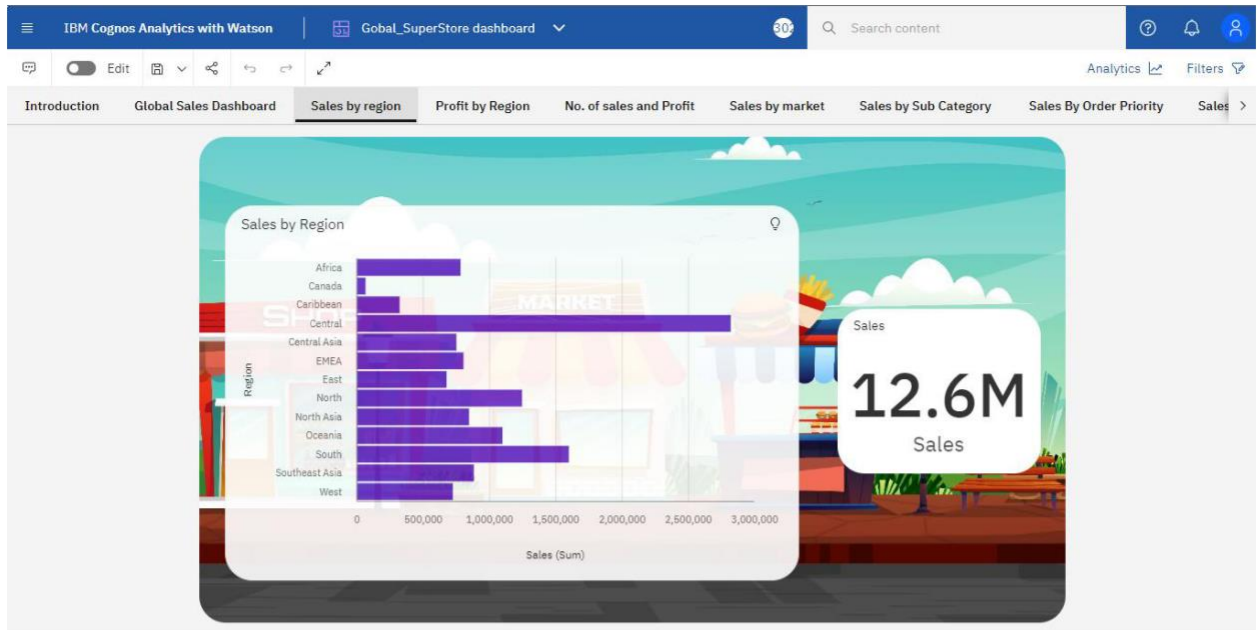 IBM Cognos Analytics with Watson
Gobal_SuperStore dashboard
302
Search content
Edit
Analytics
Filters
Introduction
Global Sales Dashboard
Sales by region
Profit by Region
No. of sales and Profit
Sales by market
Sales by Sub Category
Sales By Order Priority
Sales
Sales by Region
SHOP
MARKET
Region
Africa
Canada
Caribbean
Central
Central Asia
EMEA
East
North
North Asia
Oceania
South
Southeast Asia
West
0 500,000 1,000,000 1,500,000 2,000,000 2,500,000 3,000,000
Sales (Sum)
Sales
12.6M
Sales